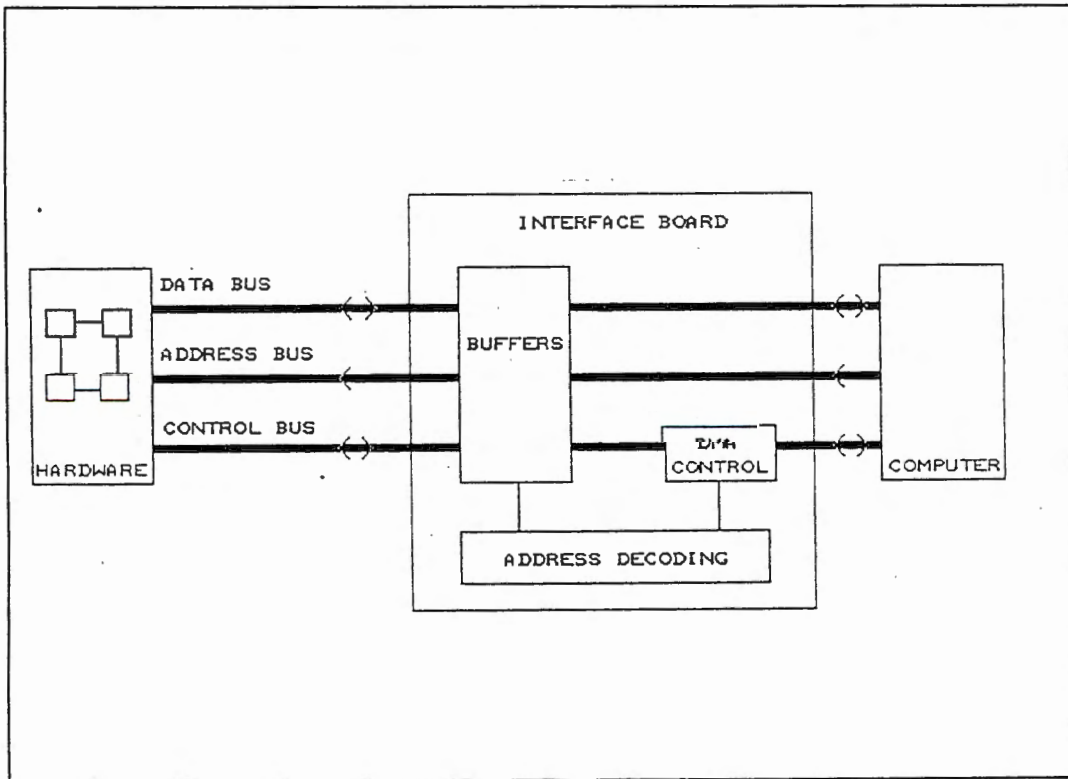 INTERFACE BOARD
DATA BUS
BUFFERS
ADDRESS BUS
CONTROL BUS
CONTROL
HARDWARE
COMPUTER
ADDRESS DECODING